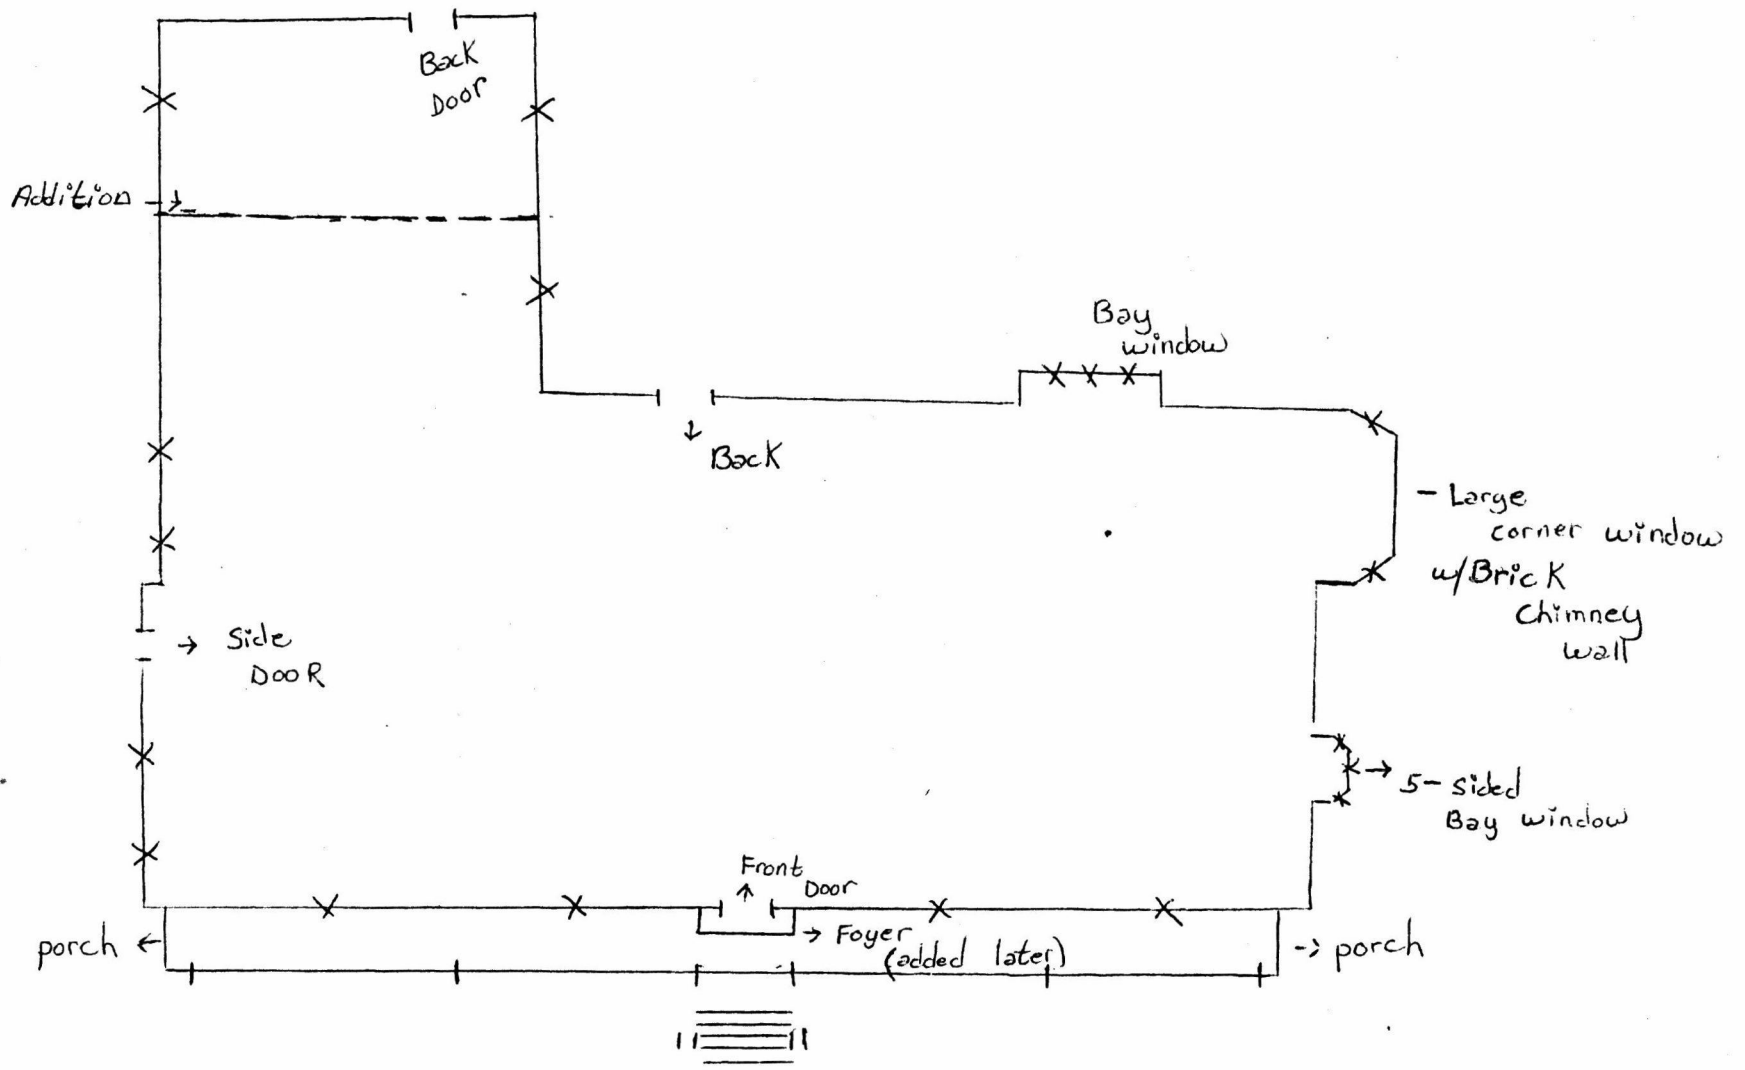 Back
Door
Addition
Bay
window
Back
- Large
corner window
w/Brick
Chimney
wall
Side
DOOR
5-sided
Bay window
Front
Door
porch
Foyer
(added later)
porch